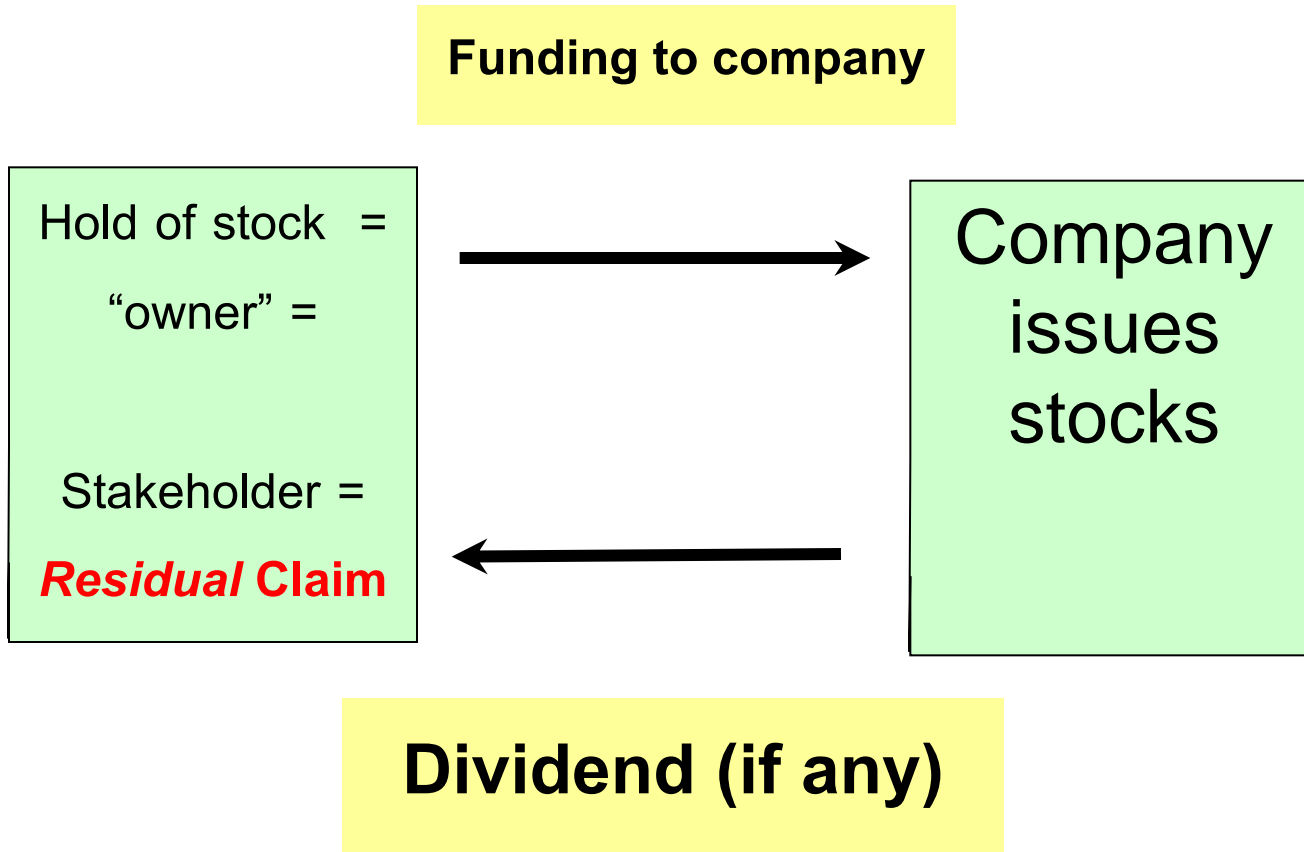 Funding to company
Hold of stock =
“owner” =
Stakeholder =
Residual Claim
Company
issues
stocks
Dividend (if any)